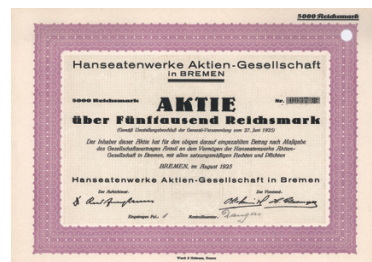 5000 Reichsmark
Hanseatenwerke Aktien-Gesellschaft
in BREMEN
5000 Reichsmark
AKTIE
Nr.
über Fünftausend Reichsmark
(Gemäß Umstellungsbeschluß der General-Versammlung vom 27. Juni 1925)
Der Inhaber dieser Aktie hat für den obigen darauf eingezahlten Betrag nach Maßgabe
des Gesellschaftsvertrages Anteil an dem Vermögen der Hanseatenwerke Aktien-
Gesellschaft in Bremen, mit allen satzungsmäßigen Rechten und Pflichten
BREMEN, im August 1925
Hanseatenwerke Aktien-Gesellschaft in Bremen
Der Aufsichtsrat:
Der Vorstand:
Eingetragen Fol.
Kontrollbeamter: